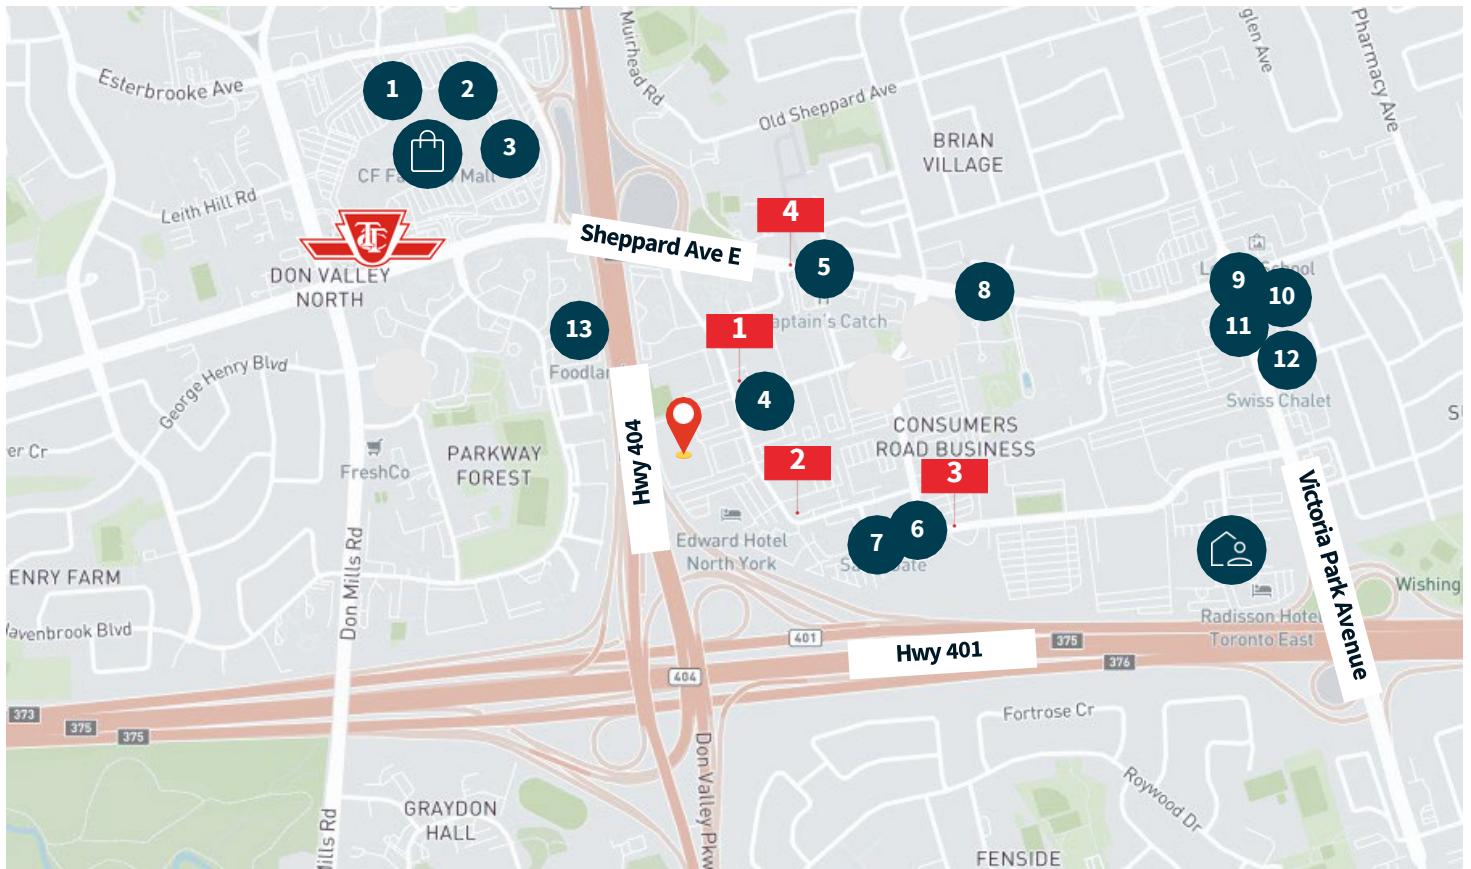 Muirhead Rd
glen Ave
Pharmacy Ave
Esterbrooke Ave
1
2
3
Old Sheppard Ave
BRIAN
VILLAGE
Leith Hill Rd
TTC
DON VALLEY
NORTH
4
Sheppard Ave E
5
8
9
10
11
12
School
13
1
aptain's Catch
Foodlan
George Henry Blvd
4
Swiss Chalet
er Cr
FreshCo
PARKWAY
FOREST
Hwy 404
CONSUMERS
ROAD BUSINESS
2
3
6
7
Edward Hotel
North York
Victoria Park Avenue
ENRY FARM
Don Mills Rd
avenbrook Blvd
Wishing
Radisson Hotel
Toronto East
401
Hwy 401
375
376
404
373
375
375
Fortrose Cr
Don Valley Pkw
Roywood Dr
GRAYDON
HALL
Mills Rd
FENSIDE